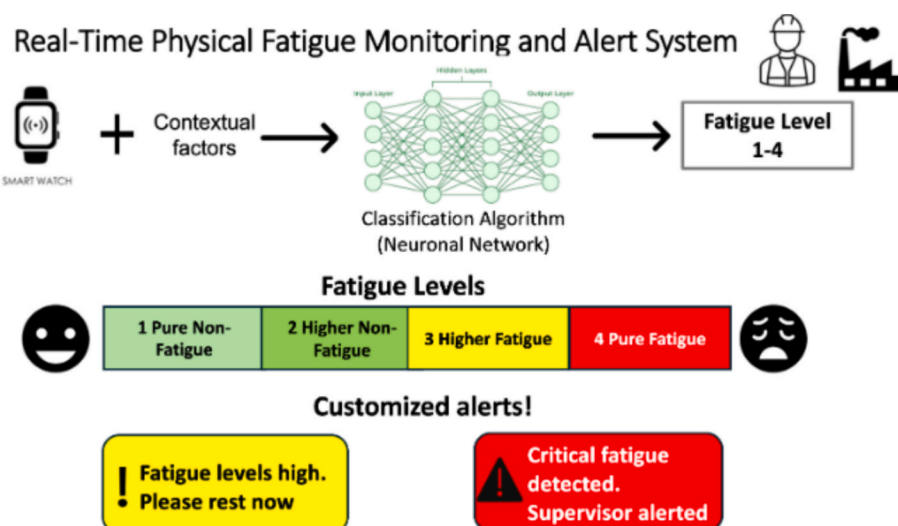 Real-Time Physical Fatigue Monitoring and Alert System
SMART WATCH
Contextual
factors
Input Layer
Hidden Layers
Output Layer
Classification Algorithm
(Neuronal Network)
Fatigue Level
1-4
Fatigue Levels
1 Pure Non-
Fatigue
2 Higher Non-
Fatigue
3 Higher Fatigue
4 Pure Fatigue
Customized alerts!
! Fatigue levels high.
Please rest now
Critical fatigue
detected.
Supervisor alerted